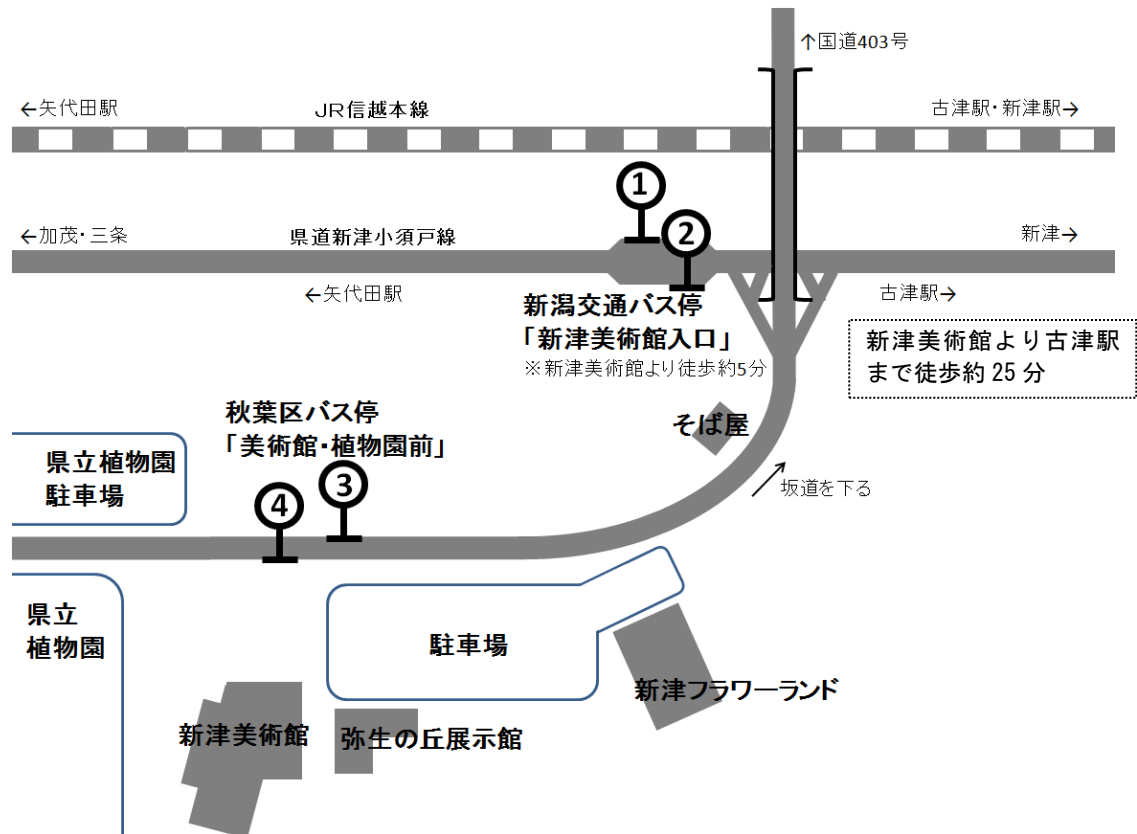 ↑国道403号
←矢代田駅
JR信越本線
古津駅・新津駅→
①
②
←加茂・三条
県道新津小須戸線
新津→
←矢代田駅
古津駅→
新潟交通バス停
「新津美術館入口」
※新津美術館より徒歩約5分
新津美術館より古津駅
まで徒歩約 25 分
秋葉区バス停
「美術館・植物園前」
そば屋
県立植物園
駐車場
③
④
坂道を下る
県立
植物園
駐車場
新津フラワーランド
新津美術館
弥生の丘展示館